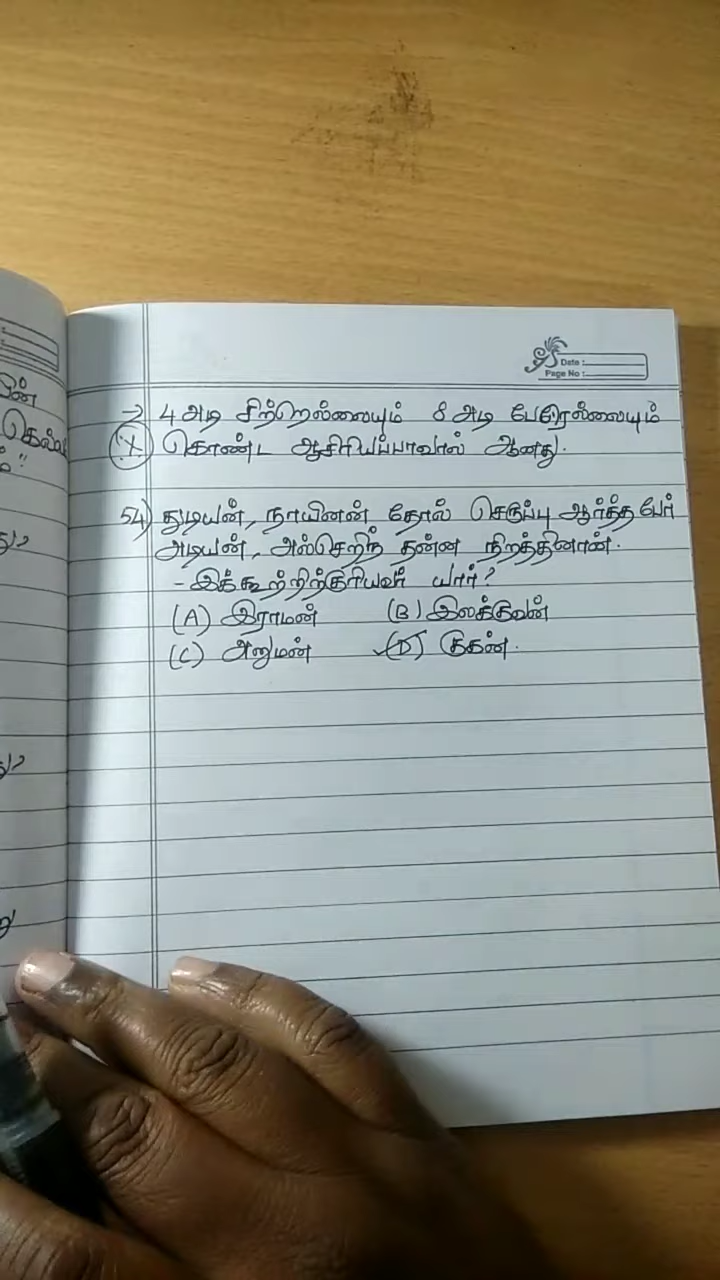 Date :
Page No :
→ 4 அடி சிற்றெல்லையும் 8 அடி பேரெல்லையும்
(X) கொண்ட ஆசிரியப்பாவால் ஆனது.
54) துடியன், நாயினன் தோல் செருப்பு ஆர்த்த பேர்
அடியன், அல்செறிந் தன்ன நிறத்தினான்.
- இக்கூற்றிற்குரியவர் யார்?
(A) இராமன் (B) இலக்குவன்
(C) அனுமன் ✓(D) குகன்.